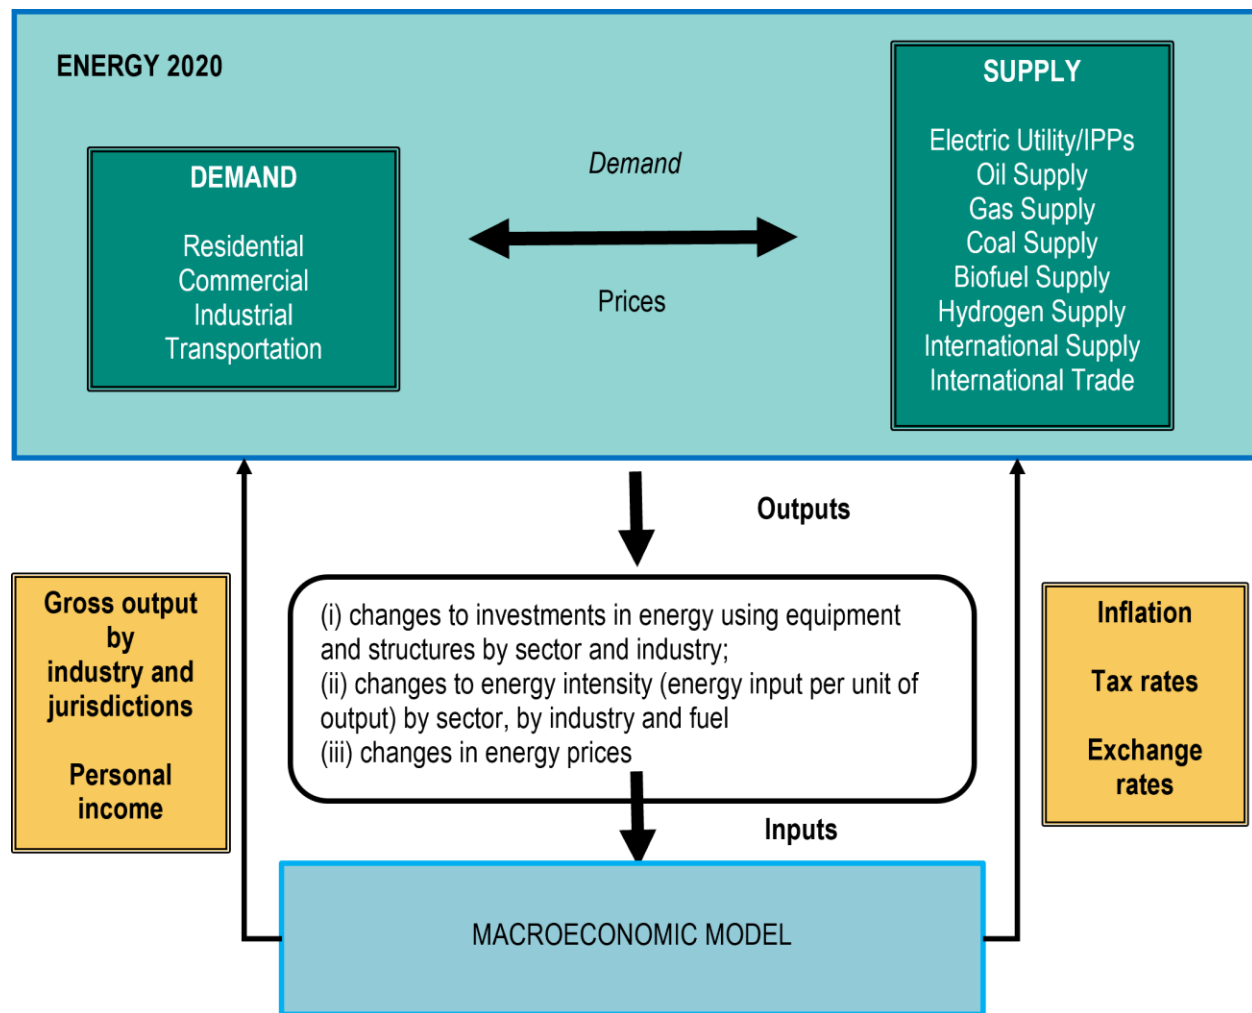 ENERGY 2020
DEMAND
Residential
Commercial
Industrial
Transportation
Demand
Prices
SUPPLY
Electric Utility/IPPs
Oil Supply
Gas Supply
Coal Supply
Biofuel Supply
Hydrogen Supply
International Supply
International Trade
Outputs
Gross output
by
industry and
jurisdictions
Personal
income
(i) changes to investments in energy using equipment
and structures by sector and industry;
(ii) changes to energy intensity (energy input per unit of
output) by sector, by industry and fuel
(iii) changes in energy prices
Inflation
Tax rates
Exchange
rates
Inputs
MACROECONOMIC MODEL